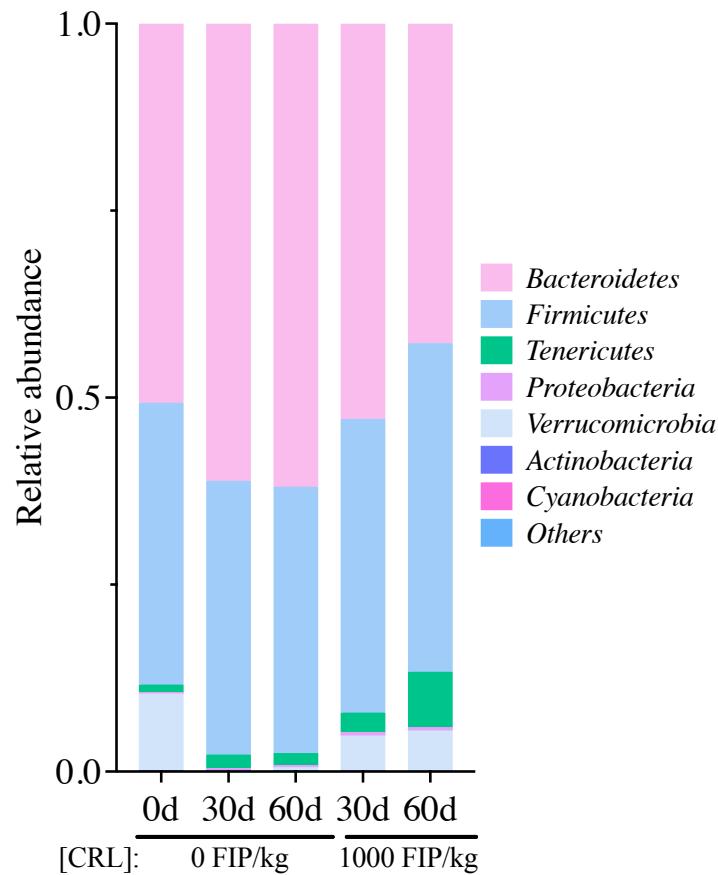 1.0
0.5
0.0
Relative abundance
Bacteroidetes
Firmicutes
Tenericutes
Proteobacteria
Verrucomicrobia
Actinobacteria
Cyanobacteria
Others
0d 30d 60d 30d 60d
[CRL]: 0 FIP/kg 1000 FIP/kg